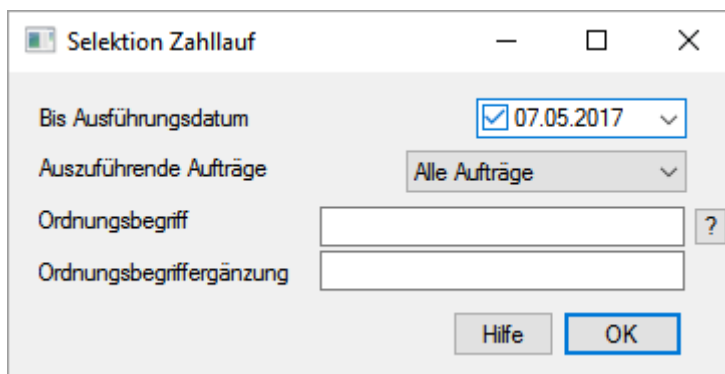 Selektion Zahllauf
Bis Ausführungsdatum 07.05.2017
Auszuführende Aufträge Alle Aufträge
Ordnungsbegriff ?
Ordnungsbegriffergänzung
Hilfe OK